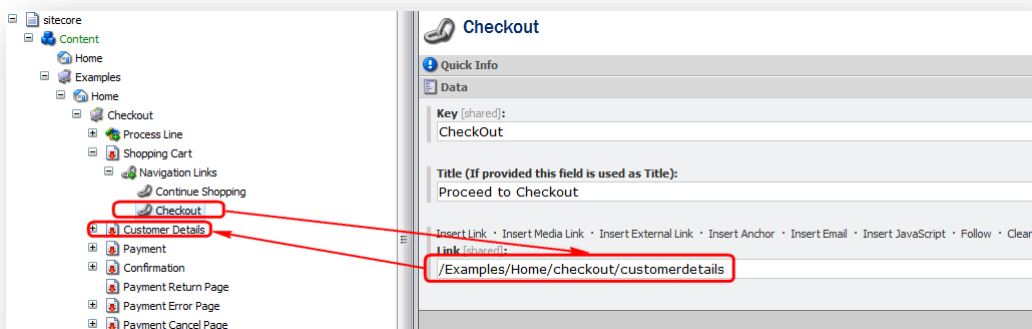 sitecore
Content
Home
Examples
Home
Checkout
Process Line
Shopping Cart
Navigation Links
Continue Shopping
Checkout
Customer Details
Payment
Confirmation
Payment Return Page
Payment Error Page
Payment Cancel Page
Checkout
Quick Info
Data
Key [shared]:
CheckOut
Title (If provided this field is used as Title):
Proceed to Checkout
Insert Link · Insert Media Link · Insert External Link · Insert Anchor · Insert Email · Insert JavaScript · Follow · Clear
Link [shared]:
/Examples/Home/checkout/customerdetails